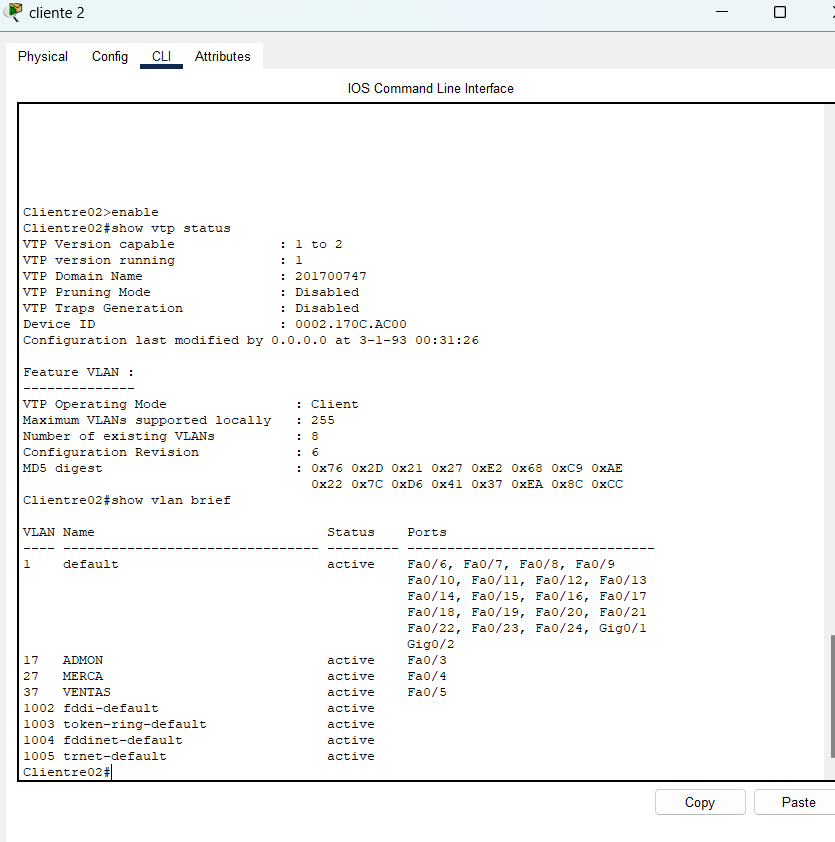 cliente 2
Physical Config CLI Attributes
IOS Command Line Interface
Clientre02>enable
Clientre02#show vtp status
VTP Version capable : 1 to 2
VTP version running : 1
VTP Domain Name : 201700747
VTP Pruning Mode : Disabled
VTP Traps Generation : Disabled
Device ID : 0002.170C.AC00
Configuration last modified by 0.0.0.0 at 3-1-93 00:31:26
Feature VLAN :
--------------
VTP Operating Mode : Client
Maximum VLANs supported locally : 255
Number of existing VLANs : 8
Configuration Revision : 6
MD5 digest : 0x76 0x2D 0x21 0x27 0xE2 0x68 0xC9 0xAE
0x22 0x7C 0xD6 0x41 0x37 0xEA 0x8C 0xCC
Clientre02#show vlan brief
VLAN Name Status Ports
---- -------------------------------- --------- -------------------------------
1 default active Fa0/6, Fa0/7, Fa0/8, Fa0/9
Fa0/10, Fa0/11, Fa0/12, Fa0/13
Fa0/14, Fa0/15, Fa0/16, Fa0/17
Fa0/18, Fa0/19, Fa0/20, Fa0/21
Fa0/22, Fa0/23, Fa0/24, Gig0/1
Gig0/2
17 ADMON active Fa0/3
27 MERCA active Fa0/4
37 VENTAS active Fa0/5
1002 fddi-default active
1003 token-ring-default active
1004 fddinet-default active
1005 trnet-default active
Clientre02#
Copy Paste